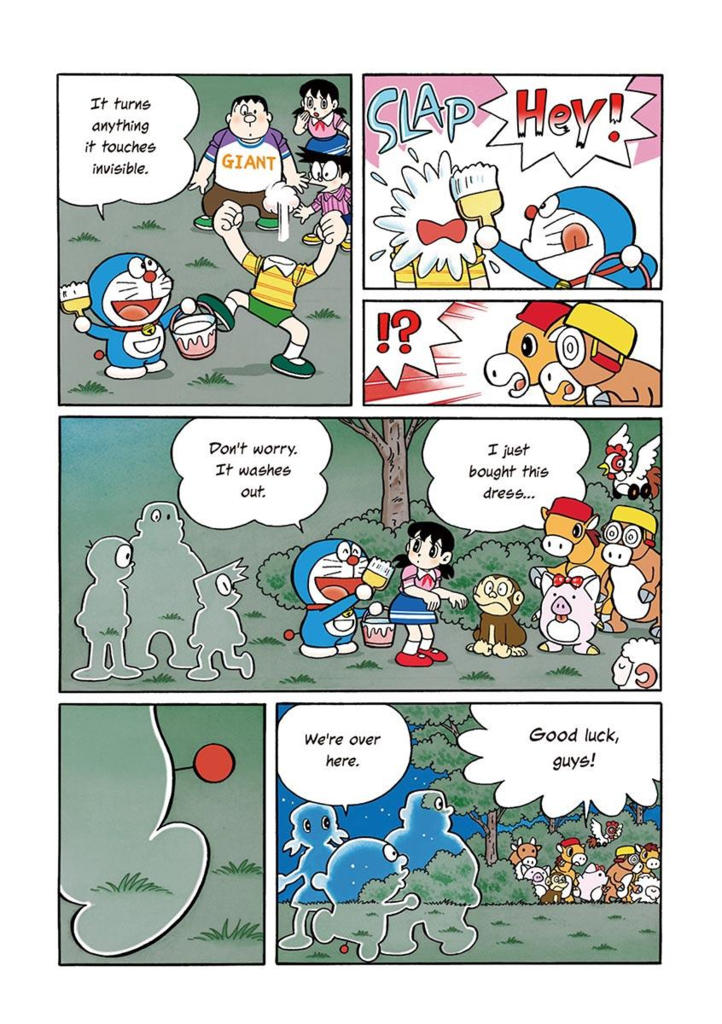 It turns
anything
it touches
invisible.
GIANT
SLAP
Hey!
!?
Don't worry.
It washes
out.
I just
bought this
dress...
We're over
here.
Good luck,
guys!